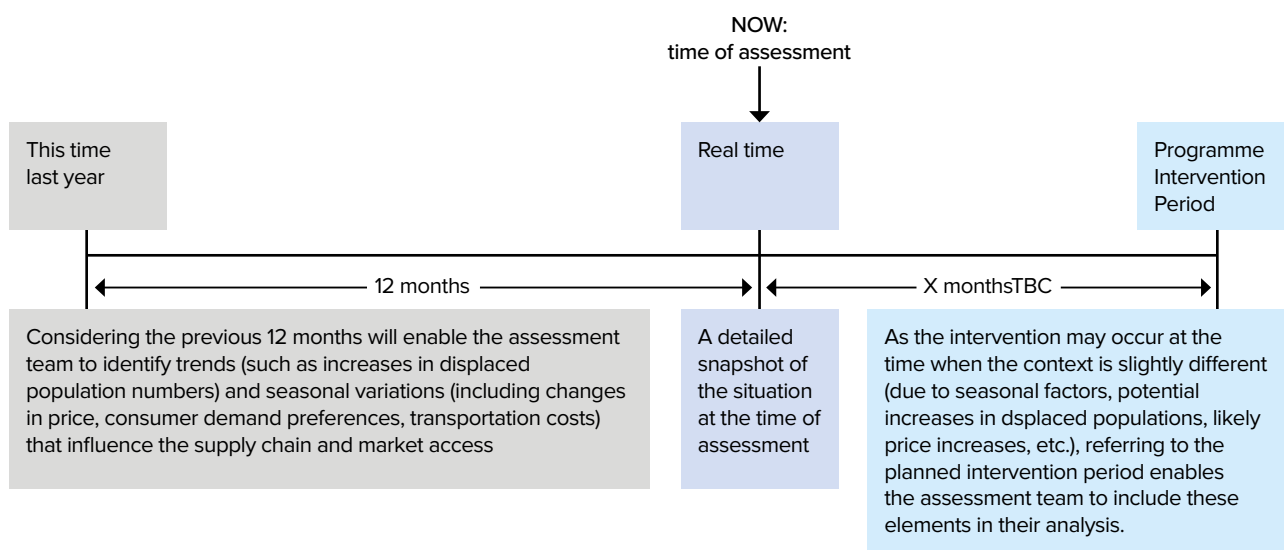 NOW:
time of assessment
This time
last year
Real time
Programme
Intervention
Period
12 months
X monthsTBC
Considering the previous 12 months will enable the assessment
team to identify trends (such as increases in displaced
population numbers) and seasonal variations (including changes
in price, consumer demand preferences, transportation costs)
that influence the supply chain and market access
A detailed
snapshot of
the situation
at the time of
assessment
As the intervention may occur at the
time when the context is slightly different
(due to seasonal factors, potential
increases in dsplaced populations, likely
price increases, etc.), referring to the
planned intervention period enables
the assessment team to include these
elements in their analysis.